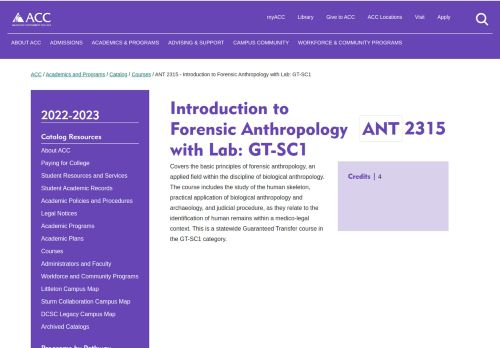 ACC
myACC Library Give to ACC ACC Locations Visit Apply
ABOUT ACC ADMISSIONS ACADEMICS & PROGRAMS ADVISING & SUPPORT CAMPUS COMMUNITY WORKFORCE & COMMUNITY PROGRAMS
ACC / Academics and Programs / Catalog / Courses / ANT 2315 - Introduction to Forensic Anthropology with Lab: GT-SC1
2022-2023
Catalog Resources
About ACC
Paying for College
Student Resources and Services
Student Academic Records
Academic Policies and Procedures
Legal Notices
Academic Programs
Academic Plans
Courses
Administrators and Faculty
Workforce and Community Programs
Littleton Campus Map
Sturm Collaboration Campus Map
DCSC Legacy Campus Map
Archived Catalogs
Programs by Pathway
Introduction to
Forensic Anthropology ANT 2315
with Lab: GT-SC1
Covers the basic principles of forensic anthropology, an
applied field within the discipline of biological anthropology.
The course includes the study of the human skeleton,
practical application of biological anthropology and
archaeology, and judicial procedure, as they relate to the
identification of human remains within a medico-legal
context. This is a statewide Guaranteed Transfer course in
the GT-SC1 category.
Credits | 4